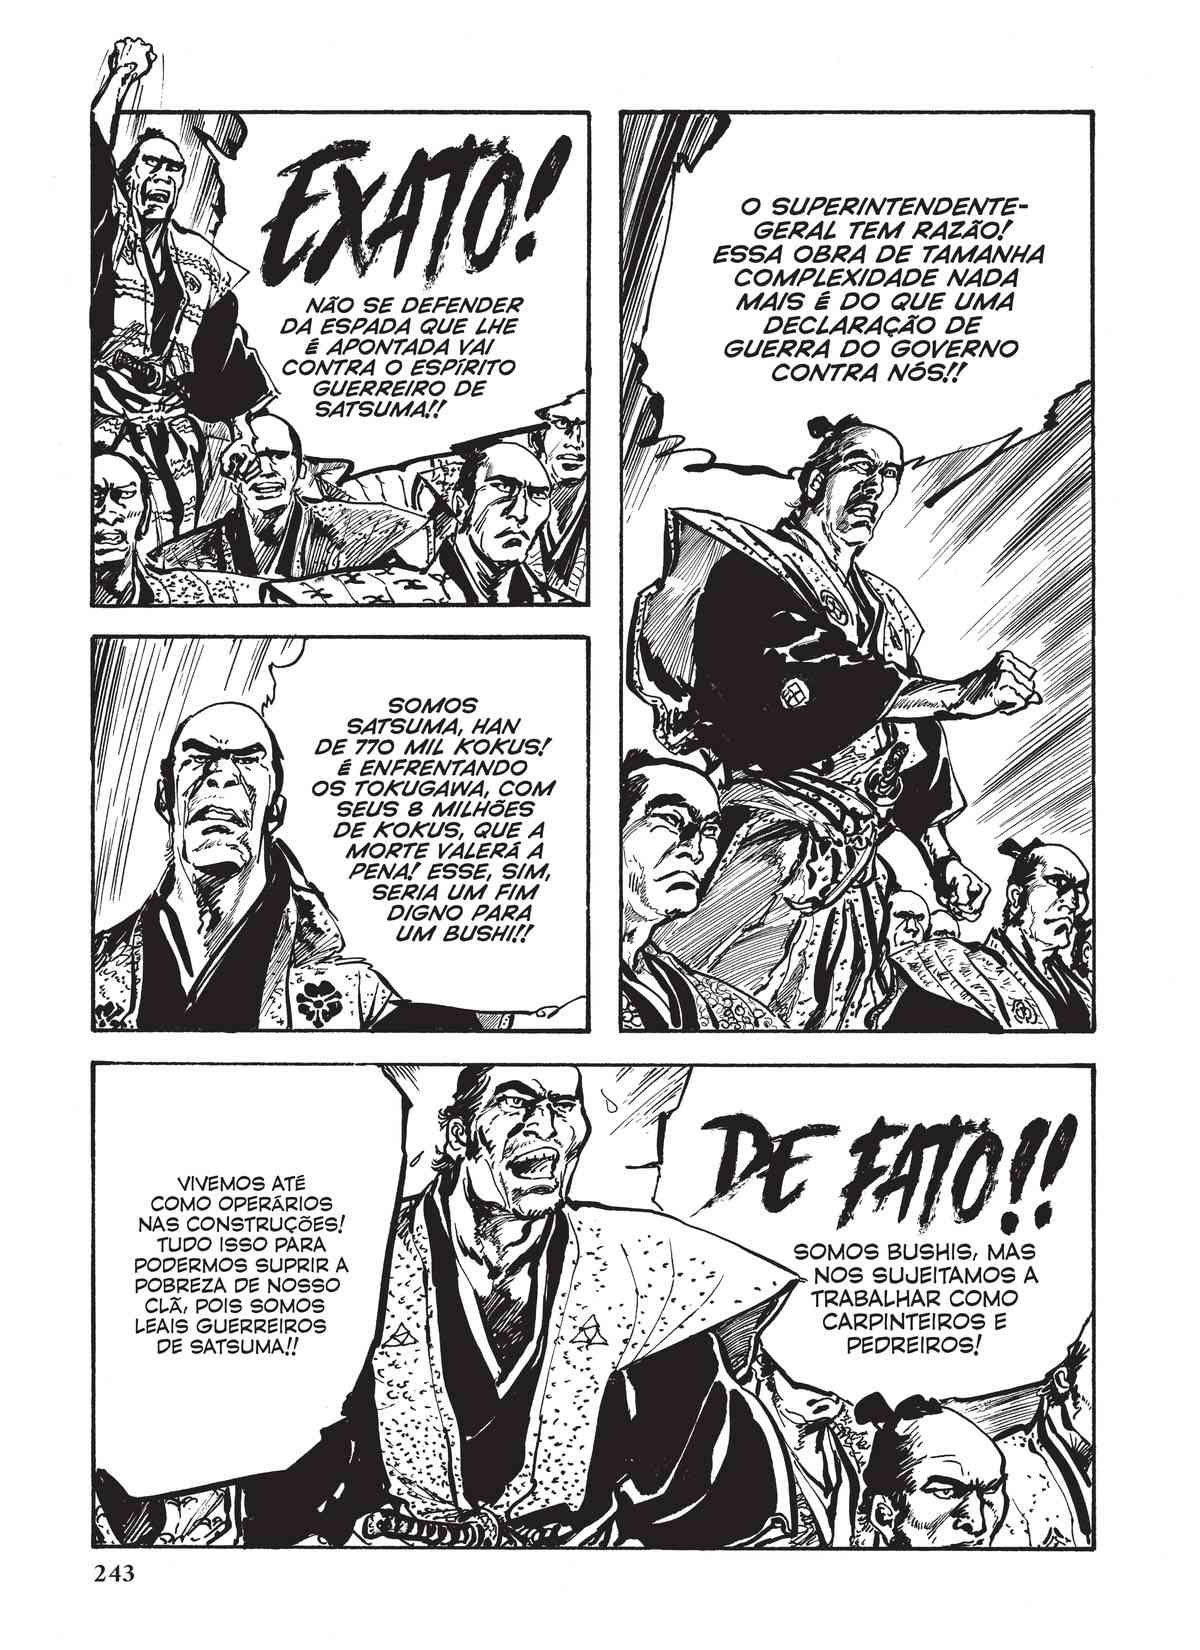 O SUPERINTENDENTE-
GERAL TEM RAZÃO!
ESSA OBRA DE TAMANHA
COMPLEXIDADE NADA
MAIS É DO QUE UMA
DECLARAÇÃO DE
GUERRA DO GOVERNO
CONTRA NÓS!!
EXATO!
NÃO SE DEFENDER
DA ESPADA QUE LHE
É APONTADA VAI
CONTRA O ESPÍRITO
GUERREIRO DE
SATSUMA!!
SOMOS
SATSUMA, HAN
DE 770 MIL KOKUS!
É ENFRENTANDO
OS TOKUGAWA, COM
SEUS 8 MILHÕES
DE KOKUS, QUE A
MORTE VALERÁ A
PENA! ESSE, SIM,
SERIA UM FIM
DIGNO PARA
UM BUSHI!!
DE FATO!!
SOMOS BUSHIS, MAS
NOS SUJEITAMOS A
TRABALHAR COMO
CARPINTEIROS E
PEDREIROS!
VIVEMOS ATÉ
COMO OPERÁRIOS
NAS CONSTRUÇÕES!
TUDO ISSO PARA
PODERMOS SUPRIR A
POBREZA DE NOSSO
CLÃ, POIS SOMOS
LEAIS GUERREIROS
DE SATSUMA!!
243